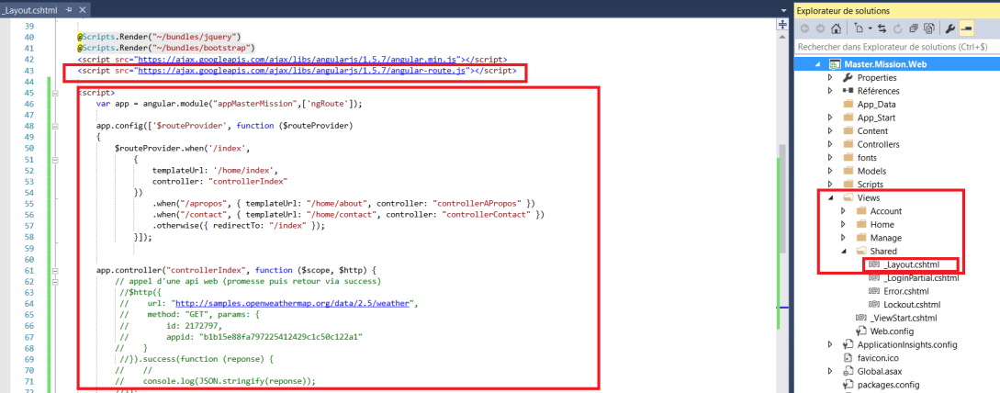 _Layout.cshtml
39
40 @Scripts.Render("~/bundles/jquery")
41 @Scripts.Render("~/bundles/bootstrap")
42 <script src="https://ajax.googleapis.com/ajax/libs/angularjs/1.5.7/angular.min.js"></script>
43 <script src="https://ajax.googleapis.com/ajax/libs/angularjs/1.5.7/angular-route.js"></script>
44
45 <script>
46 var app = angular.module("appMasterMission",['ngRoute']);
47
48 app.config(['$routeProvider', function ($routeProvider)
49 {
50 $routeProvider.when('/index',
51 {
52 templateUrl: '/home/index',
53 controller: "controllerIndex"
54 })
55 .when("/apropos", { templateUrl: "/home/about", controller: "controllerAPropos" })
56 .when("/contact", { templateUrl: "/home/contact", controller: "controllerContact" })
57 .otherwise({ redirectTo: "/index" });
58 }]);
59
60
61 app.controller("controllerIndex", function ($scope, $http) {
62 // appel d'une api web (promesse puis retour via success)
63 //$http({
64 // url: "http://samples.openweathermap.org/data/2.5/weather",
65 // method: "GET", params: {
66 // id: 2172797,
67 // appid: "b1b15e88fa797225412429c1c50c122a1"
68 // }
69 //}).success(function (reponse) {
70 // //
71 // console.log(JSON.stringify(reponse));
72 //});
Explorateur de solutions
Rechercher dans Explorateur de solutions (Ctrl+$)
Master.Mission.Web
Properties
Références
App_Data
App_Start
Content
Controllers
fonts
Models
Scripts
Views
Account
Home
Manage
Shared
_Layout.cshtml
_LoginPartial.cshtml
Error.cshtml
Lockout.cshtml
_ViewStart.cshtml
Web.config
ApplicationInsights.config
favicon.ico
Global.asax
packages.config